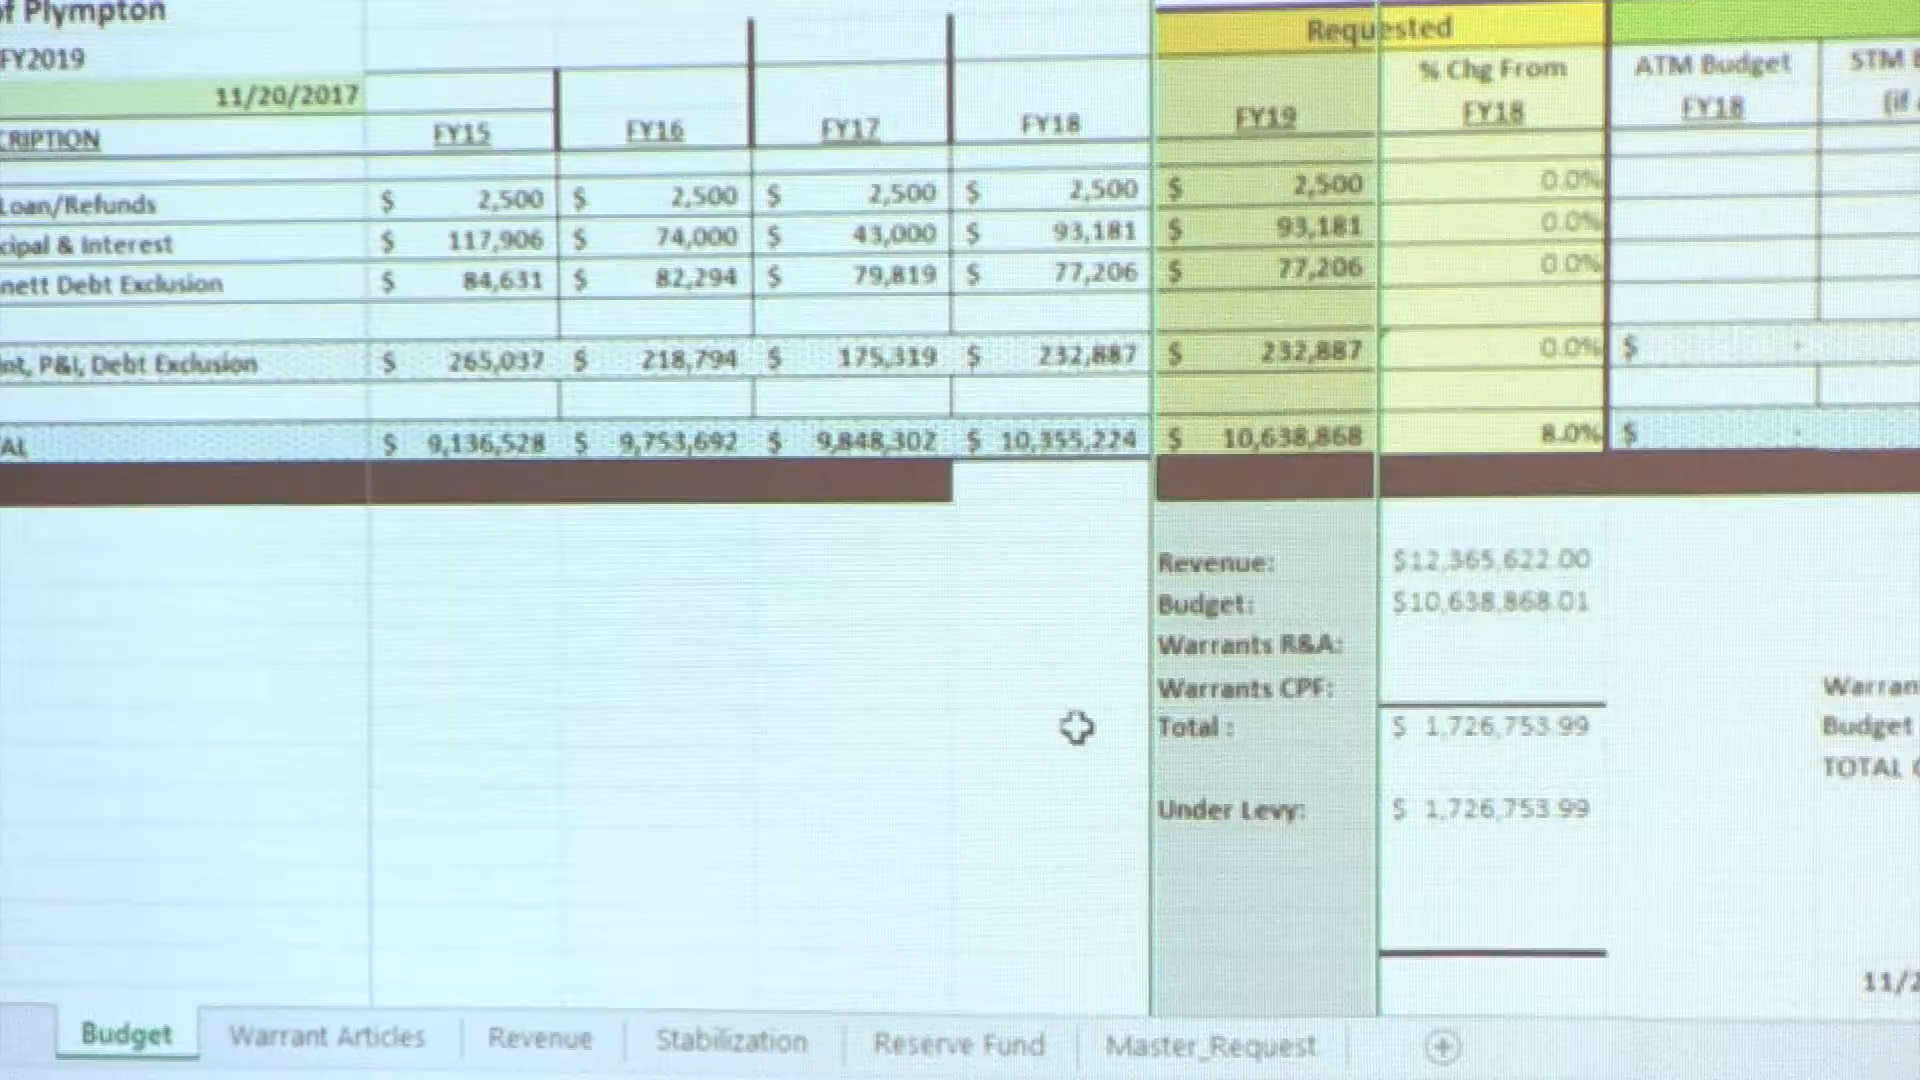 of Plympton
Requested
FY2019
% Chg From ATM Budget STM B
11/20/2017
CRIPTION FY15 FY16 FY17 FY18 FY19 FY18 FY18 (if
Loan/Refunds $ 2,500 $ 2,500 $ 2,500 $ 2,500 $ 2,500 0.0%
cipal & Interest $ 117,906 $ 74,000 $ 43,000 $ 93,181 $ 93,181 0.0%
nett Debt Exclusion $ 84,631 $ 82,294 $ 79,819 $ 77,206 $ 77,206 0.0%
nt, P&I, Debt Exclusion $ 265,037 $ 218,794 $ 175,319 $ 232,887 $ 232,887 0.0% $ -
AL $ 9,136,528 $ 9,753,692 $ 9,848,302 $ 10,355,224 $ 10,638,868 8.0% $ -
Revenue: $12,365,622.00
Budget: $10,638,868.01
Warrants R&A:
Warrants CPF: Warran
Total : $ 1,726,753.99 Budget
TOTAL
Under Levy: $ 1,726,753.99
11/2
Budget Warrant Articles Revenue Stabilization Reserve Fund Master_Request